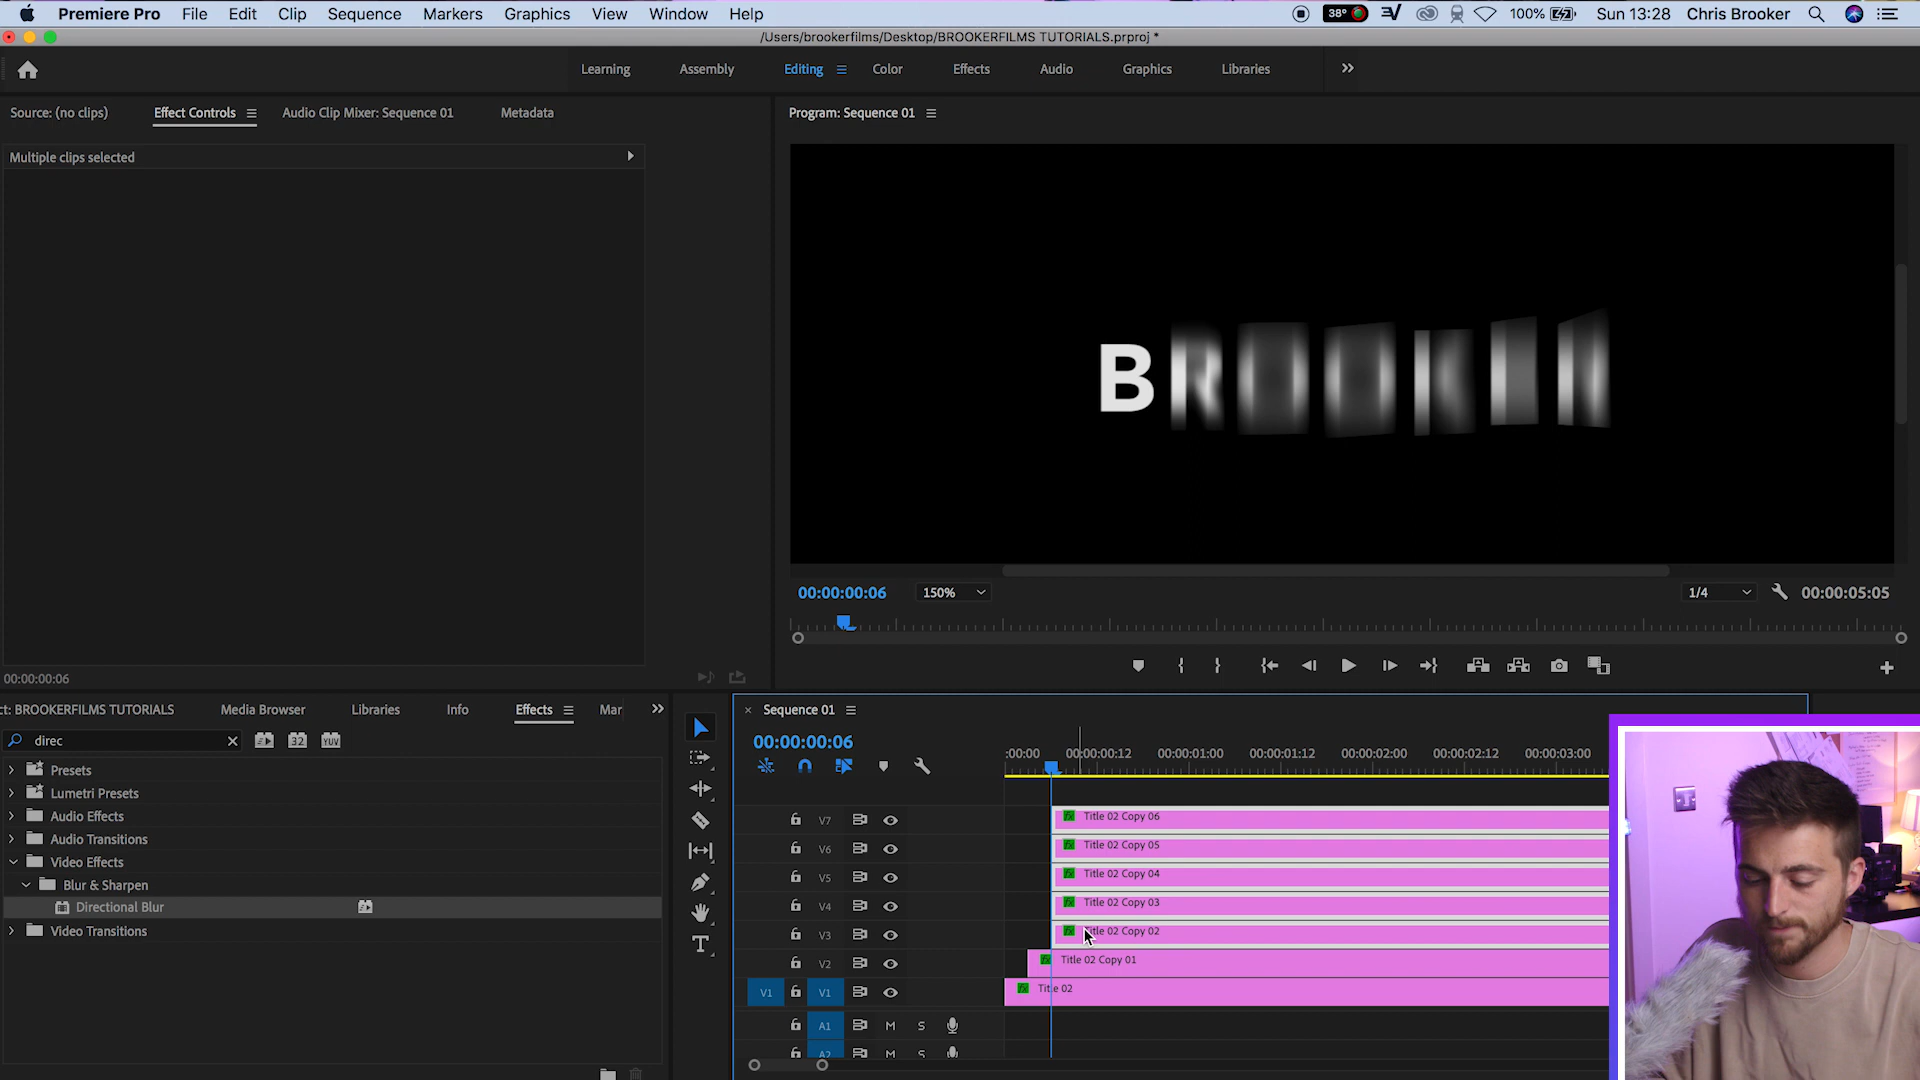 Premiere Pro File Edit Clip Sequence Markers Graphics View Window Help 38° 100% Sun 13:28 Chris Brooker
/Users/brookerfilms/Desktop/BROOKERFILMS TUTORIALS.prproj *
Learning Assembly Editing Color Effects Audio Graphics Libraries
Source: (no clips) Effect Controls Audio Clip Mixer: Sequence 01 Metadata Program: Sequence 01
Multiple clips selected
B R O O K
00:00:00:06 150% 1/4 00:00:05:05
00:00:00:06
ct: BROOKERFILMS TUTORIALS Media Browser Libraries Info Effects Mar Sequence 01
direc 32 YUV 00:00:00:06
:00:00 00:00:00:12 00:00:01:00 00:00:01:12 00:00:02:00 00:00:02:12 00:00:03:00
Presets
Lumetri Presets
Audio Effects
Audio Transitions
Video Effects
Blur & Sharpen
Directional Blur
Video Transitions
V7 Title 02 Copy 06
V6 Title 02 Copy 05
V5 Title 02 Copy 04
V4 Title 02 Copy 03
V3 Title 02 Copy 02
V2 Title 02 Copy 01
V1 V1 Title 02
A1 M S
A2 M S